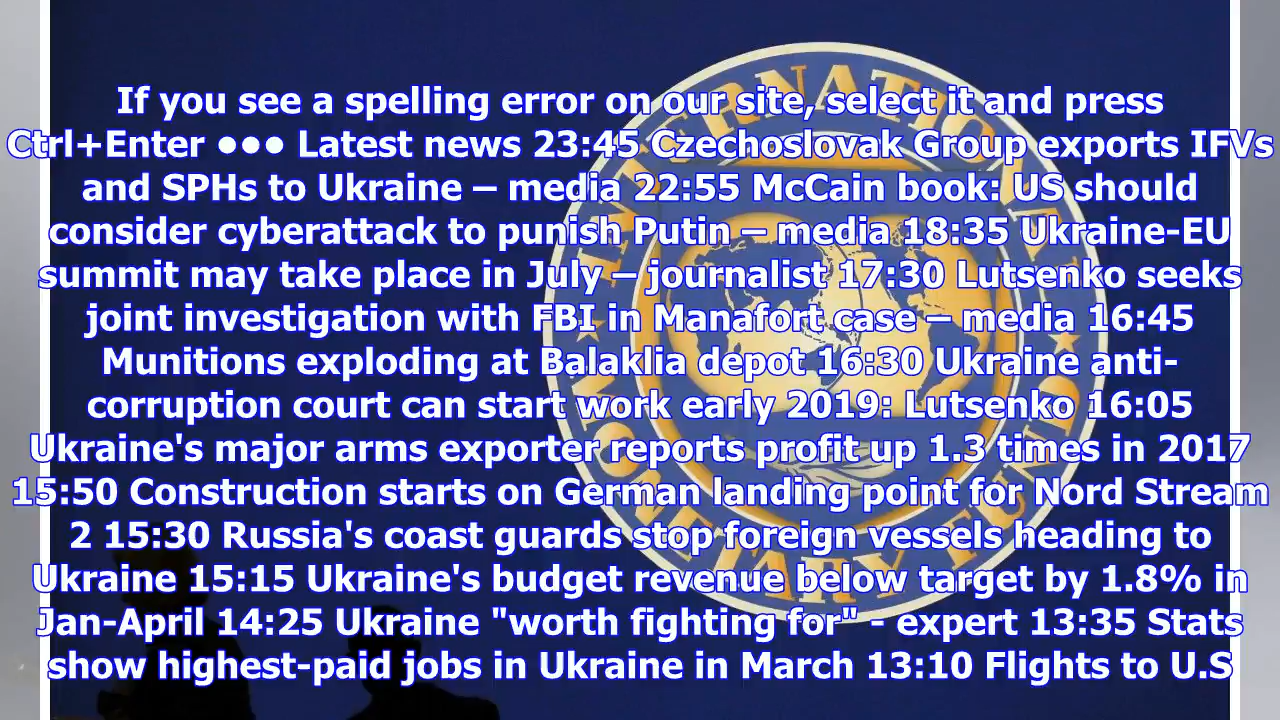 If you see a spelling error on our site, select it and press
Ctrl+Enter ●●● Latest news 23:45 Czechoslovak Group exports IFVs
and SPHs to Ukraine – media 22:55 McCain book: US should
consider cyberattack to punish Putin – media 18:35 Ukraine-EU
summit may take place in July – journalist 17:30 Lutsenko seeks
joint investigation with FBI in Manafort case – media 16:45
Munitions exploding at Balaklia depot 16:30 Ukraine anti-
corruption court can start work early 2019: Lutsenko 16:05
Ukraine's major arms exporter reports profit up 1.3 times in 2017
15:50 Construction starts on German landing point for Nord Stream
2 15:30 Russia's coast guards stop foreign vessels heading to
Ukraine 15:15 Ukraine's budget revenue below target by 1.8% in
Jan-April 14:25 Ukraine "worth fighting for" - expert 13:35 Stats
show highest-paid jobs in Ukraine in March 13:10 Flights to U.S
INTERNATIONAL MONETARY FUND